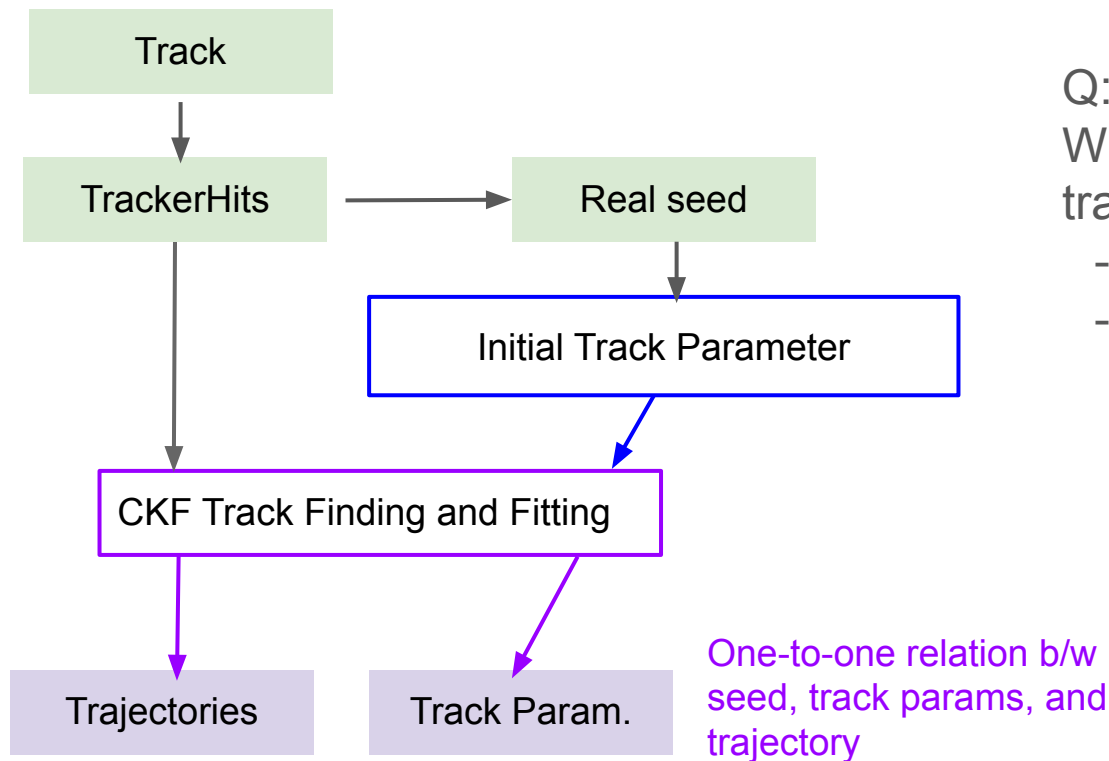 Track
Q:
W
tra
TrackerHits
Real seed
-
-
Initial Track Parameter
CKF Track Finding and Fitting
One-to-one relation b/w
seed, track params, and
trajectory
Trajectories
Track Param.